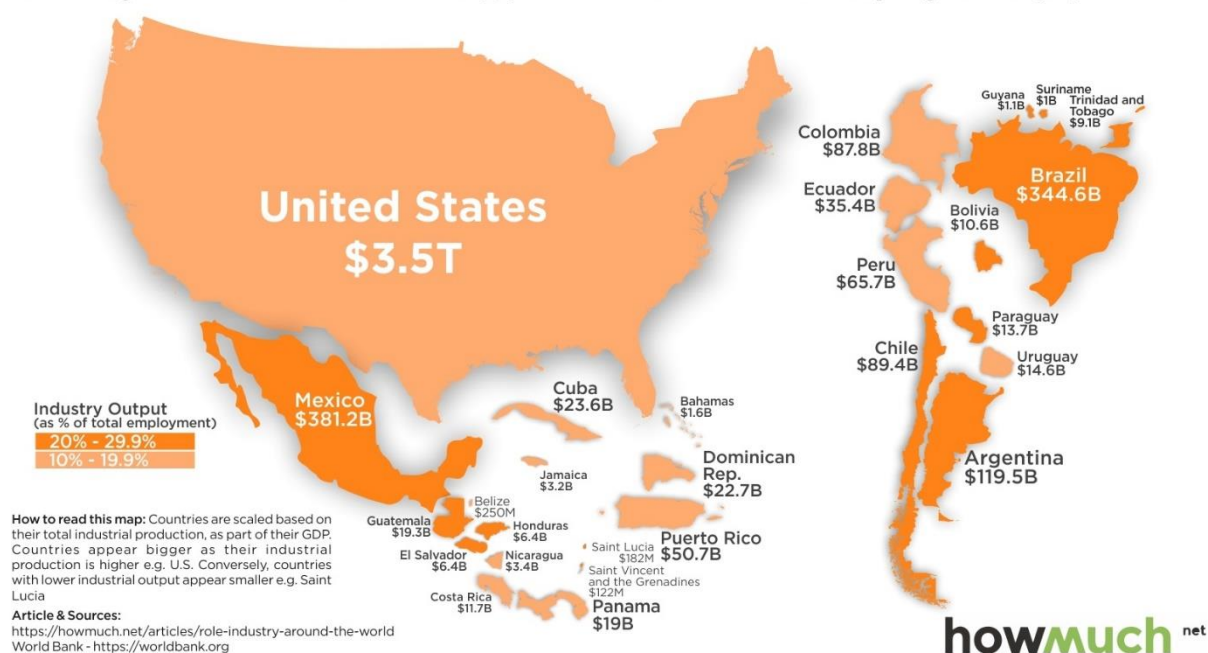 United States
$3.5T
Mexico
$381.2B
Cuba
$23.6B
Bahamas
$1.6B
Jamaica
$3.2B
Dominican
Rep.
$22.7B
Belize
$250M
Guatemala
$19.3B
Honduras
$6.4B
El Salvador
$6.4B
Nicaragua
$3.4B
Puerto Rico
$50.7B
Saint Lucia
$182M
Saint Vincent
and the Grenadines
$122M
Costa Rica
$11.7B
Panama
$19B
Guyana
$1.1B
Suriname
$1B
Trinidad and
Tobago
$9.1B
Colombia
$87.8B
Brazil
$344.6B
Ecuador
$35.4B
Bolivia
$10.6B
Peru
$65.7B
Paraguay
$13.7B
Chile
$89.4B
Uruguay
$14.6B
Argentina
$119.5B
Industry Output
(as % of total employment)
20% - 29.9%
10% - 19.9%
How to read this map: Countries are scaled based on
their total industrial production, as part of their GDP.
Countries appear bigger as their industrial
production is higher e.g. U.S. Conversely, countries
with lower industrial output appear smaller e.g. Saint
Lucia
Article & Sources:
https://howmuch.net/articles/role-industry-around-the-world
World Bank - https://worldbank.org
howmuch net